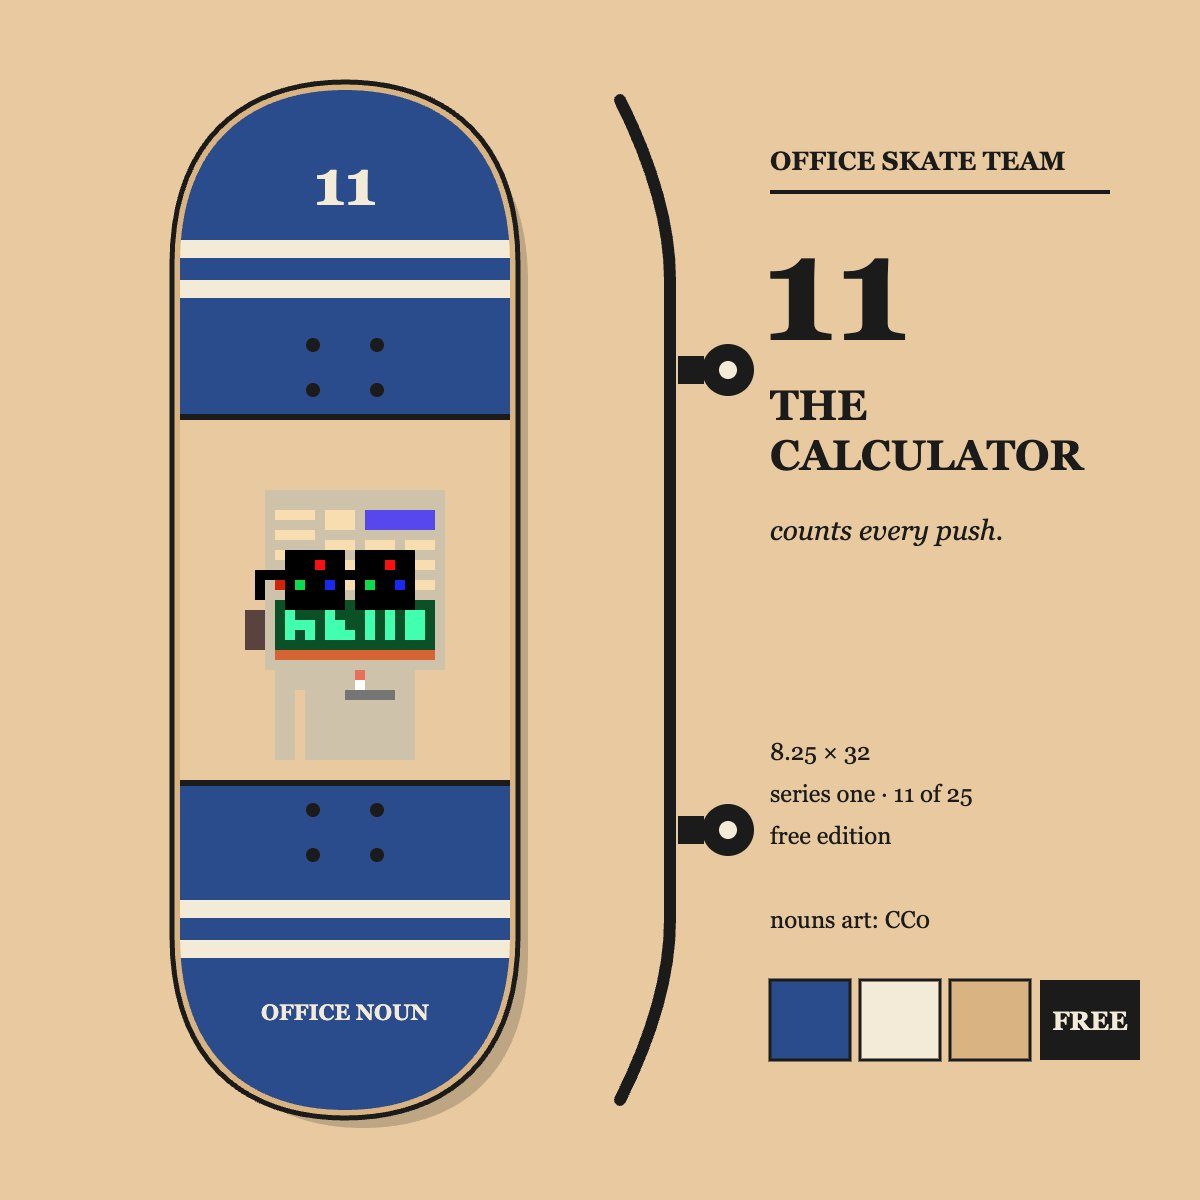 11
OFFICE NOUN
OFFICE SKATE TEAM
11
THE
CALCULATOR
counts every push.
8.25 × 32
series one · 11 of 25
free edition
nouns art: CC0
FREE